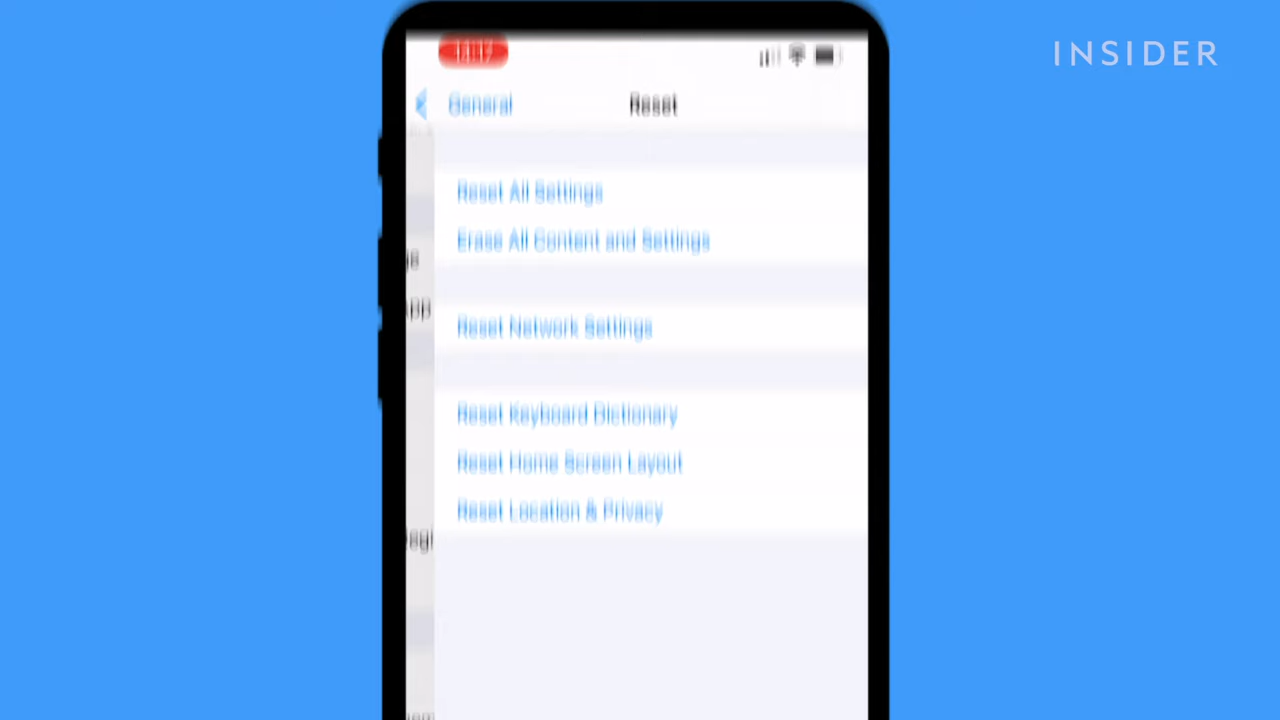 INSIDER
General
Reset
Reset All Settings
Erase All Content and Settings
Reset Network Settings
Reset Keyboard Dictionary
Reset Home Screen Layout
Reset Location & Privacy